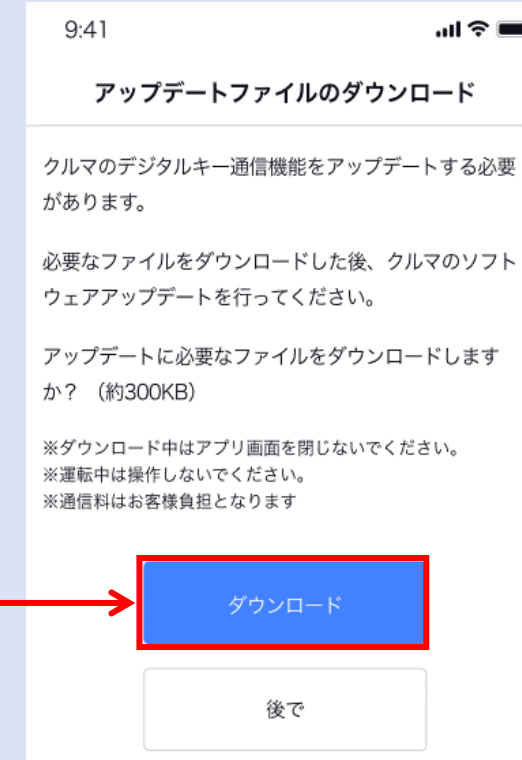 9:41
アップデートファイルのダウンロード
クルマのデジタルキー通信機能をアップデートする必要
があります。
必要なファイルをダウンロードした後、クルマのソフト
ウェアアップデートを行ってください。
アップデートに必要なファイルをダウンロードします
か？（約300KB）
※ダウンロード中はアプリ画面を閉じないでください。
※運転中は操作しないでください。
※通信料はお客様負担となります
ダウンロード
後で